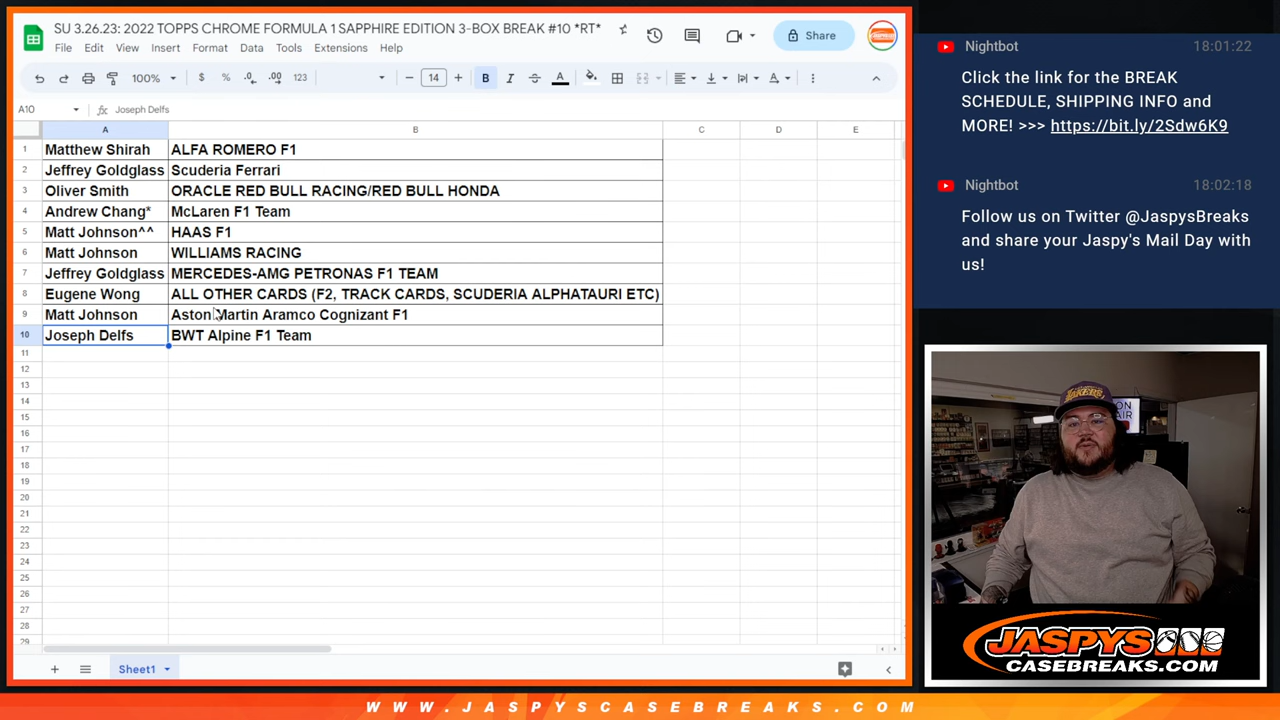 SU 3.26.23: 2022 TOPPS CHROME FORMULA 1 SAPPHIRE EDITION 3-BOX BREAK #10 *RT*
Share
File Edit View Insert Format Data Tools Extensions Help
100% $ % .0 .00 123 14 B I S A
A10 fx Joseph Delfs
A B C D E
1 Matthew Shirah ALFA ROMERO F1
2 Jeffrey Goldglass Scuderia Ferrari
3 Oliver Smith ORACLE RED BULL RACING/RED BULL HONDA
4 Andrew Chang* McLaren F1 Team
5 Matt Johnson^^ HAAS F1
6 Matt Johnson WILLIAMS RACING
7 Jeffrey Goldglass MERCEDES-AMG PETRONAS F1 TEAM
8 Eugene Wong ALL OTHER CARDS (F2, TRACK CARDS, SCUDERIA ALPHATAURI ETC)
9 Matt Johnson Aston Martin Aramco Cognizant F1
10 Joseph Delfs BWT Alpine F1 Team
11
12
13
14
15
16
17
18
19
20
21
22
23
24
25
26
27
28
29
Sheet1
Nightbot 18:01:22
Click the link for the BREAK
SCHEDULE, SHIPPING INFO and
MORE! >>> https://bit.ly/2Sdw6K9
Nightbot 18:02:18
Follow us on Twitter @JaspysBreaks
and share your Jaspy's Mail Day with
us!
ON
AIR
JASPYS
CASEBREAKS.COM
WWW.JASPYSCASEBREAKS.COM